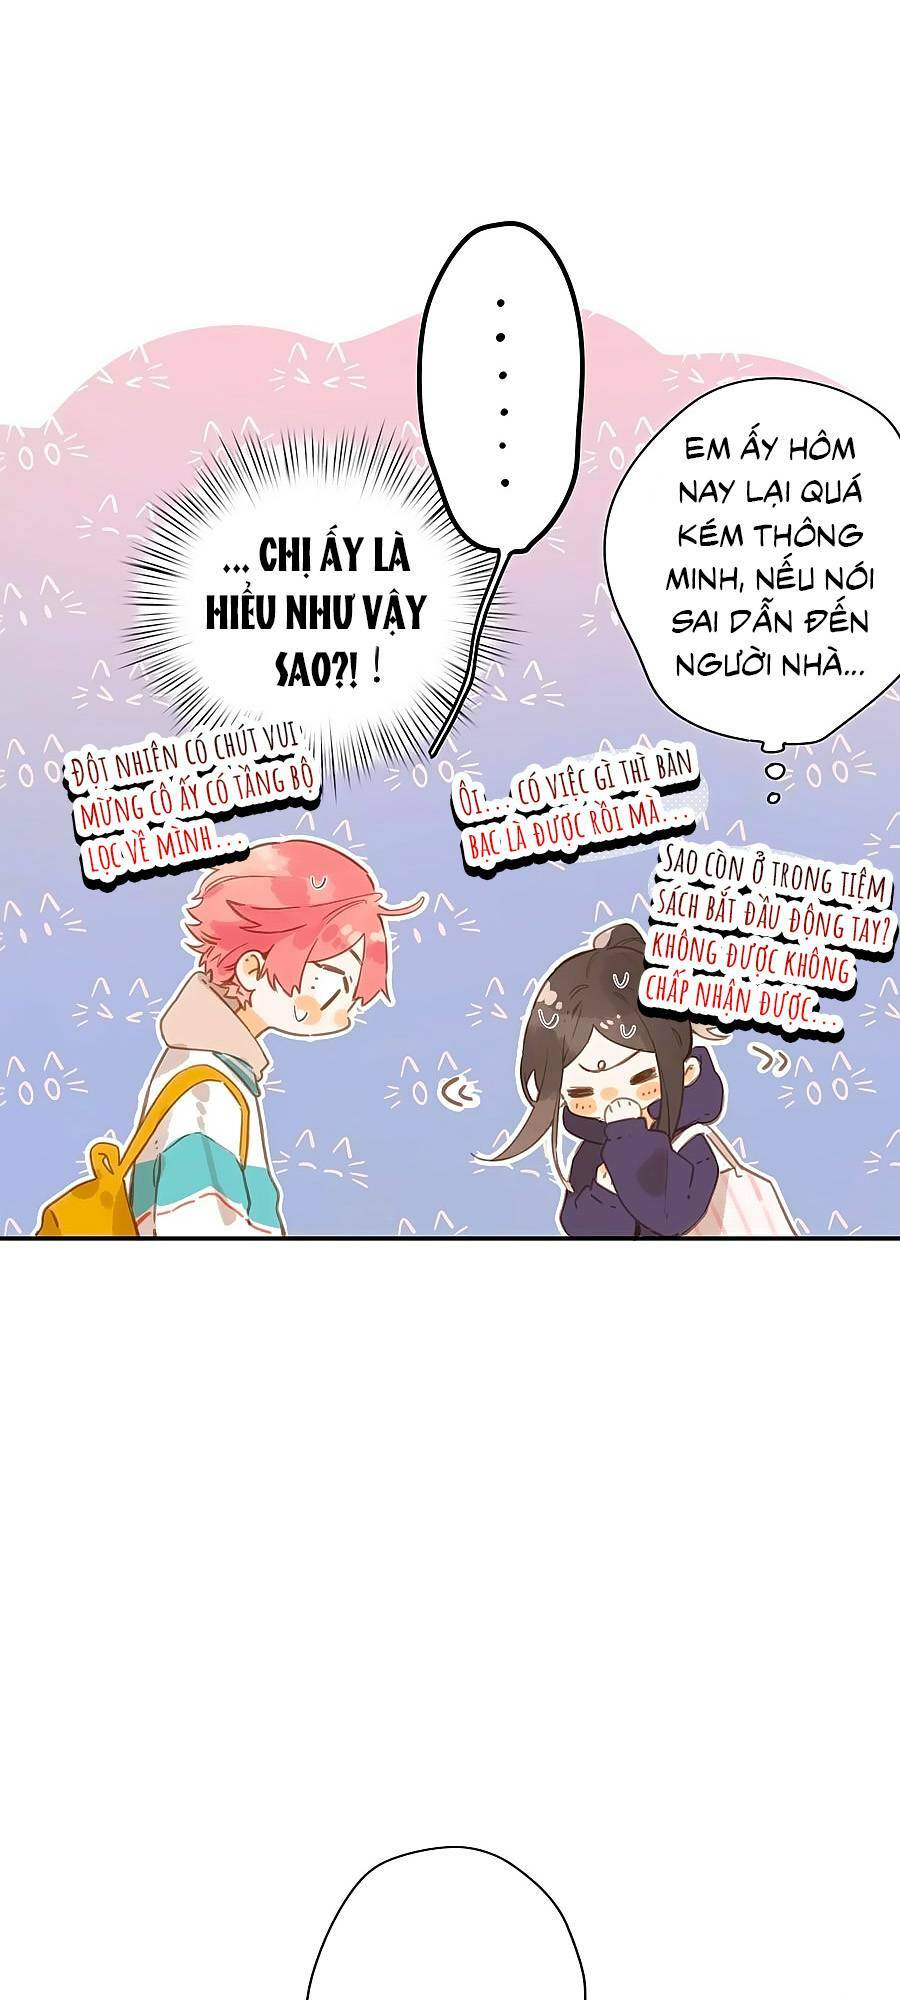 . . . . . .
EM ẤY HÔM
NAY LẠI QUÁ
KÉM THÔNG
MINH, NẾU NÓI
SAI DẪN ĐẾN
NGƯỜI NHÀ...
... CHỊ ẤY LÀ
HIỂU NHƯ VẬY
SAO?! !
ĐỘT NHIÊN CÓ CHÚT VUI
MỪNG CÔ ẤY CÓ TẦNG BỘ
LỌC VỀ MÌNH...
ÔI... CÓ VIỆC GÌ THÌ BÀN
BẠC LÀ ĐƯỢC RỒI MÀ...
SAO CÒN Ở TRONG TIỆM
SÁCH BẮT ĐẦU ĐỘNG TAY?
KHÔNG ĐƯỢC KHÔNG
CHẤP NHẬN ĐƯỢC...